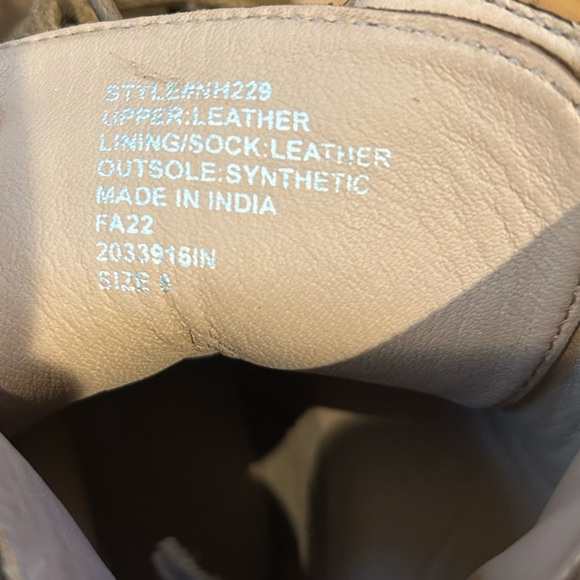 STYLE#NH229
UPPER:LEATHER
LINING/SOCK:LEATHER
OUTSOLE:SYNTHETIC
MADE IN INDIA
FA22
2033916IN
SIZE 9